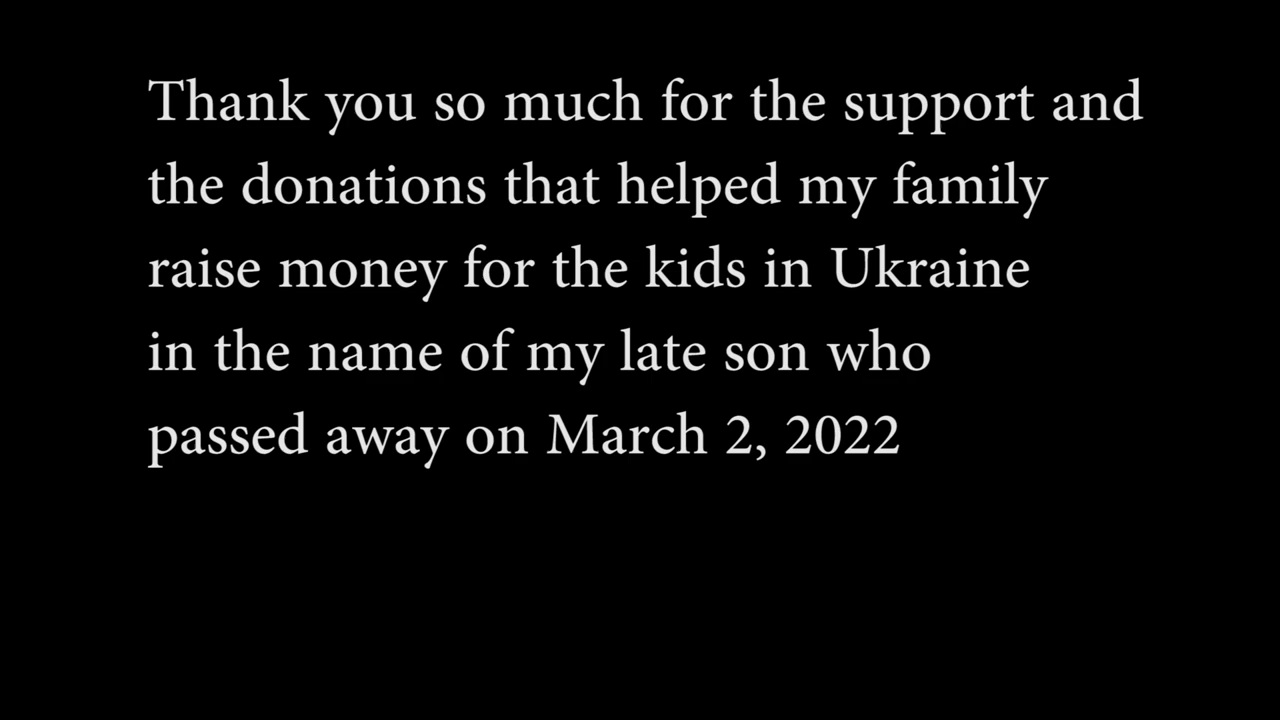 Thank you so much for the support and
the donations that helped my family
raise money for the kids in Ukraine
in the name of my late son who
passed away on March 2, 2022